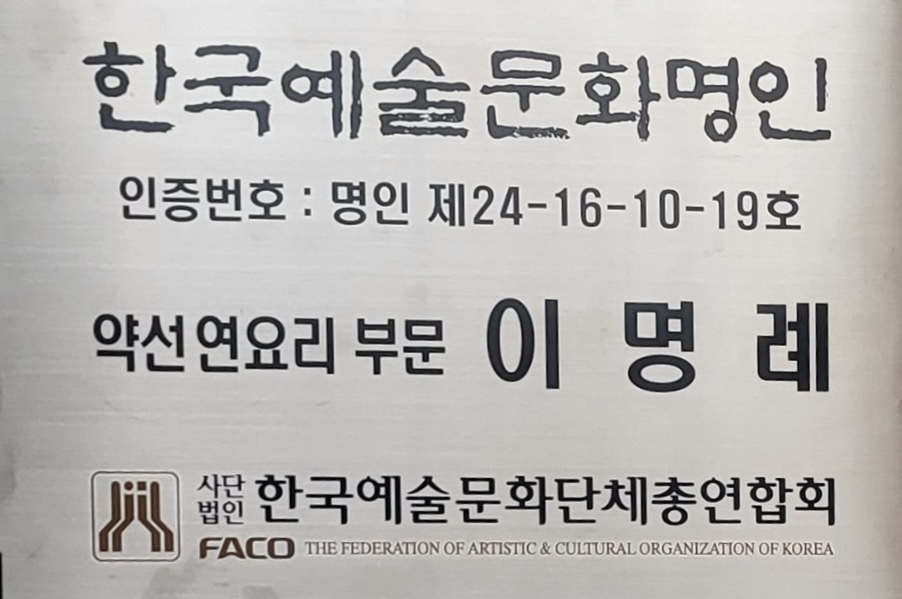 한국예술문화명인
인증번호 : 명인 제24-16-10-19호
약선연요리 부문 이 명 례
사단법인 한국예술문화단체총연합회
FACO THE FEDERATION OF ARTISTIC & CULTURAL ORGANIZATION OF KOREA